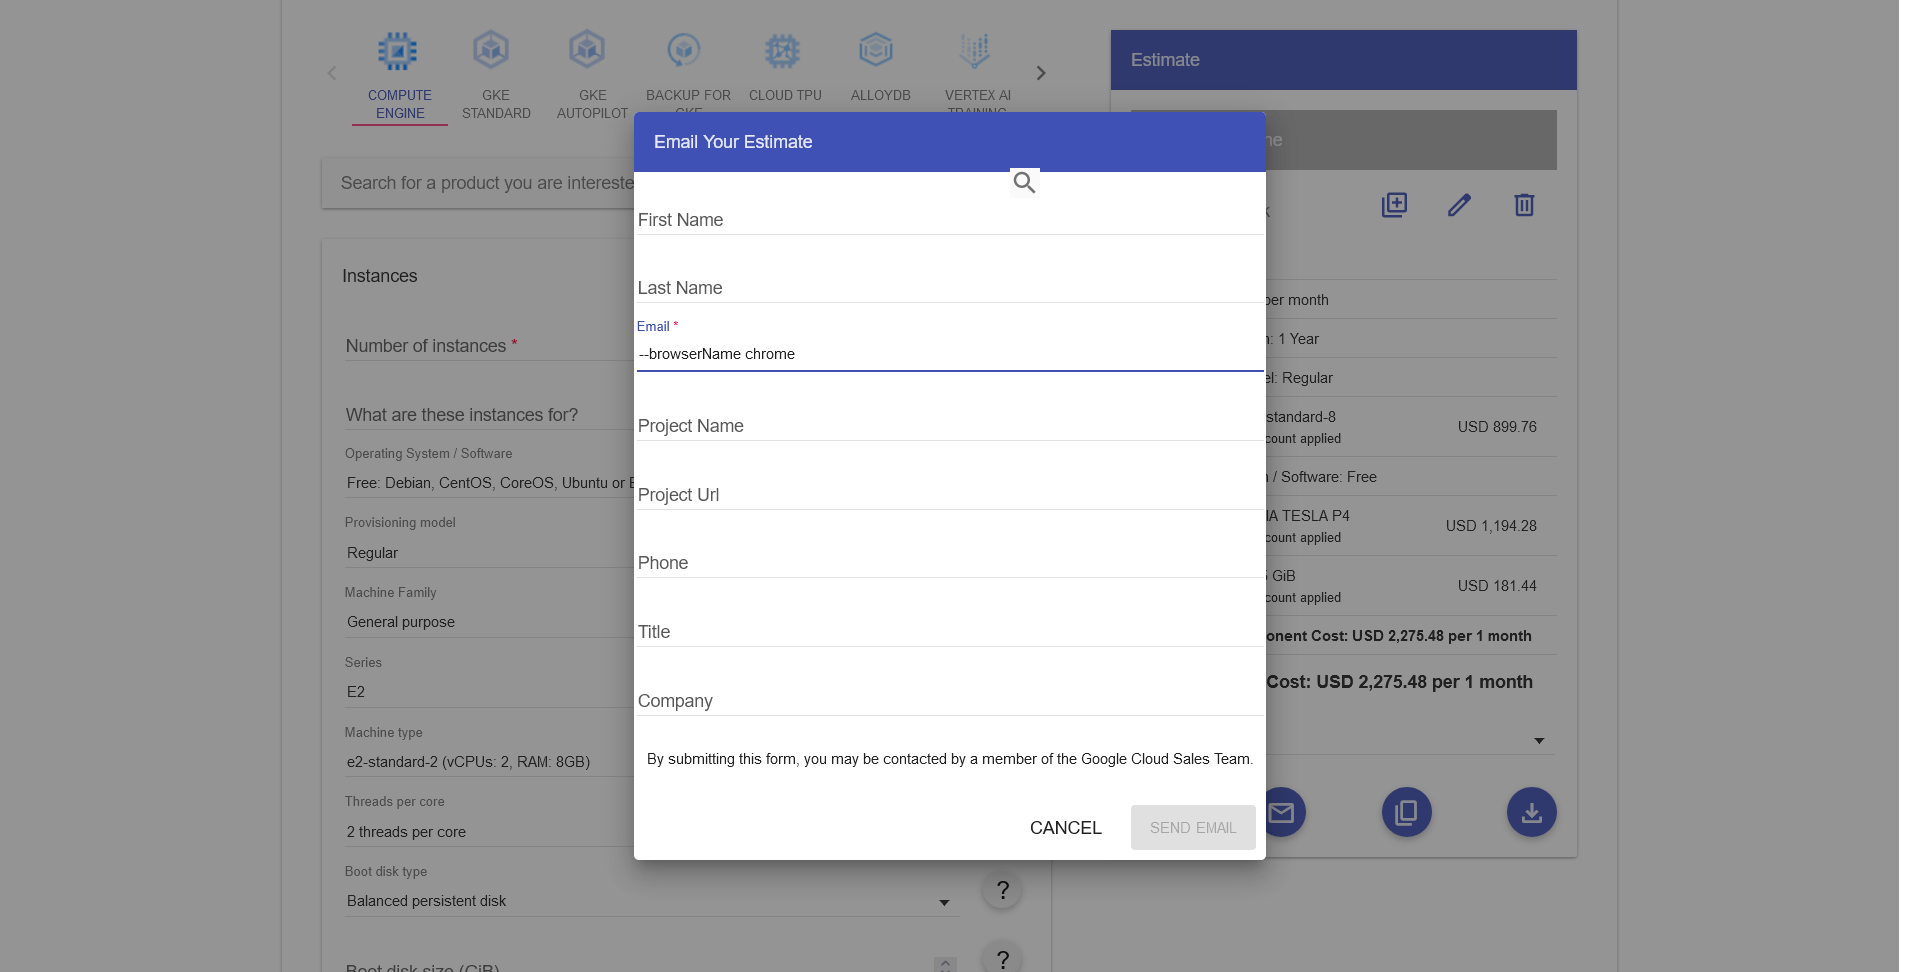 COMPUTE ENGINE
GKE STANDARD
GKE AUTOPILOT
BACKUP FOR
CLOUD TPU
ALLOYDB
VERTEX AI TRAINING
Estimate
Search for a product you are intereste
Instances
Number of instances *
What are these instances for?
Operating System / Software
Free: Debian, CentOS, CoreOS, Ubuntu or
Provisioning model
Regular
Machine Family
General purpose
Series
E2
Machine type
e2-standard-2 (vCPUs: 2, RAM: 8GB)
Threads per core
2 threads per core
Boot disk type
Balanced persistent disk
?
Boot disk size (GiB)
?
Email Your Estimate
First Name
Last Name
Email *
--browserName chrome
Project Name
Project Url
Phone
Title
Company
By submitting this form, you may be contacted by a member of the Google Cloud Sales Team.
CANCEL
SEND EMAIL
per month
: 1 Year
el: Regular
standard-8
count applied
USD 899.76
/ Software: Free
IA TESLA P4
count applied
USD 1,194.28
GiB
count applied
USD 181.44
onent Cost: USD 2,275.48 per 1 month
Cost: USD 2,275.48 per 1 month